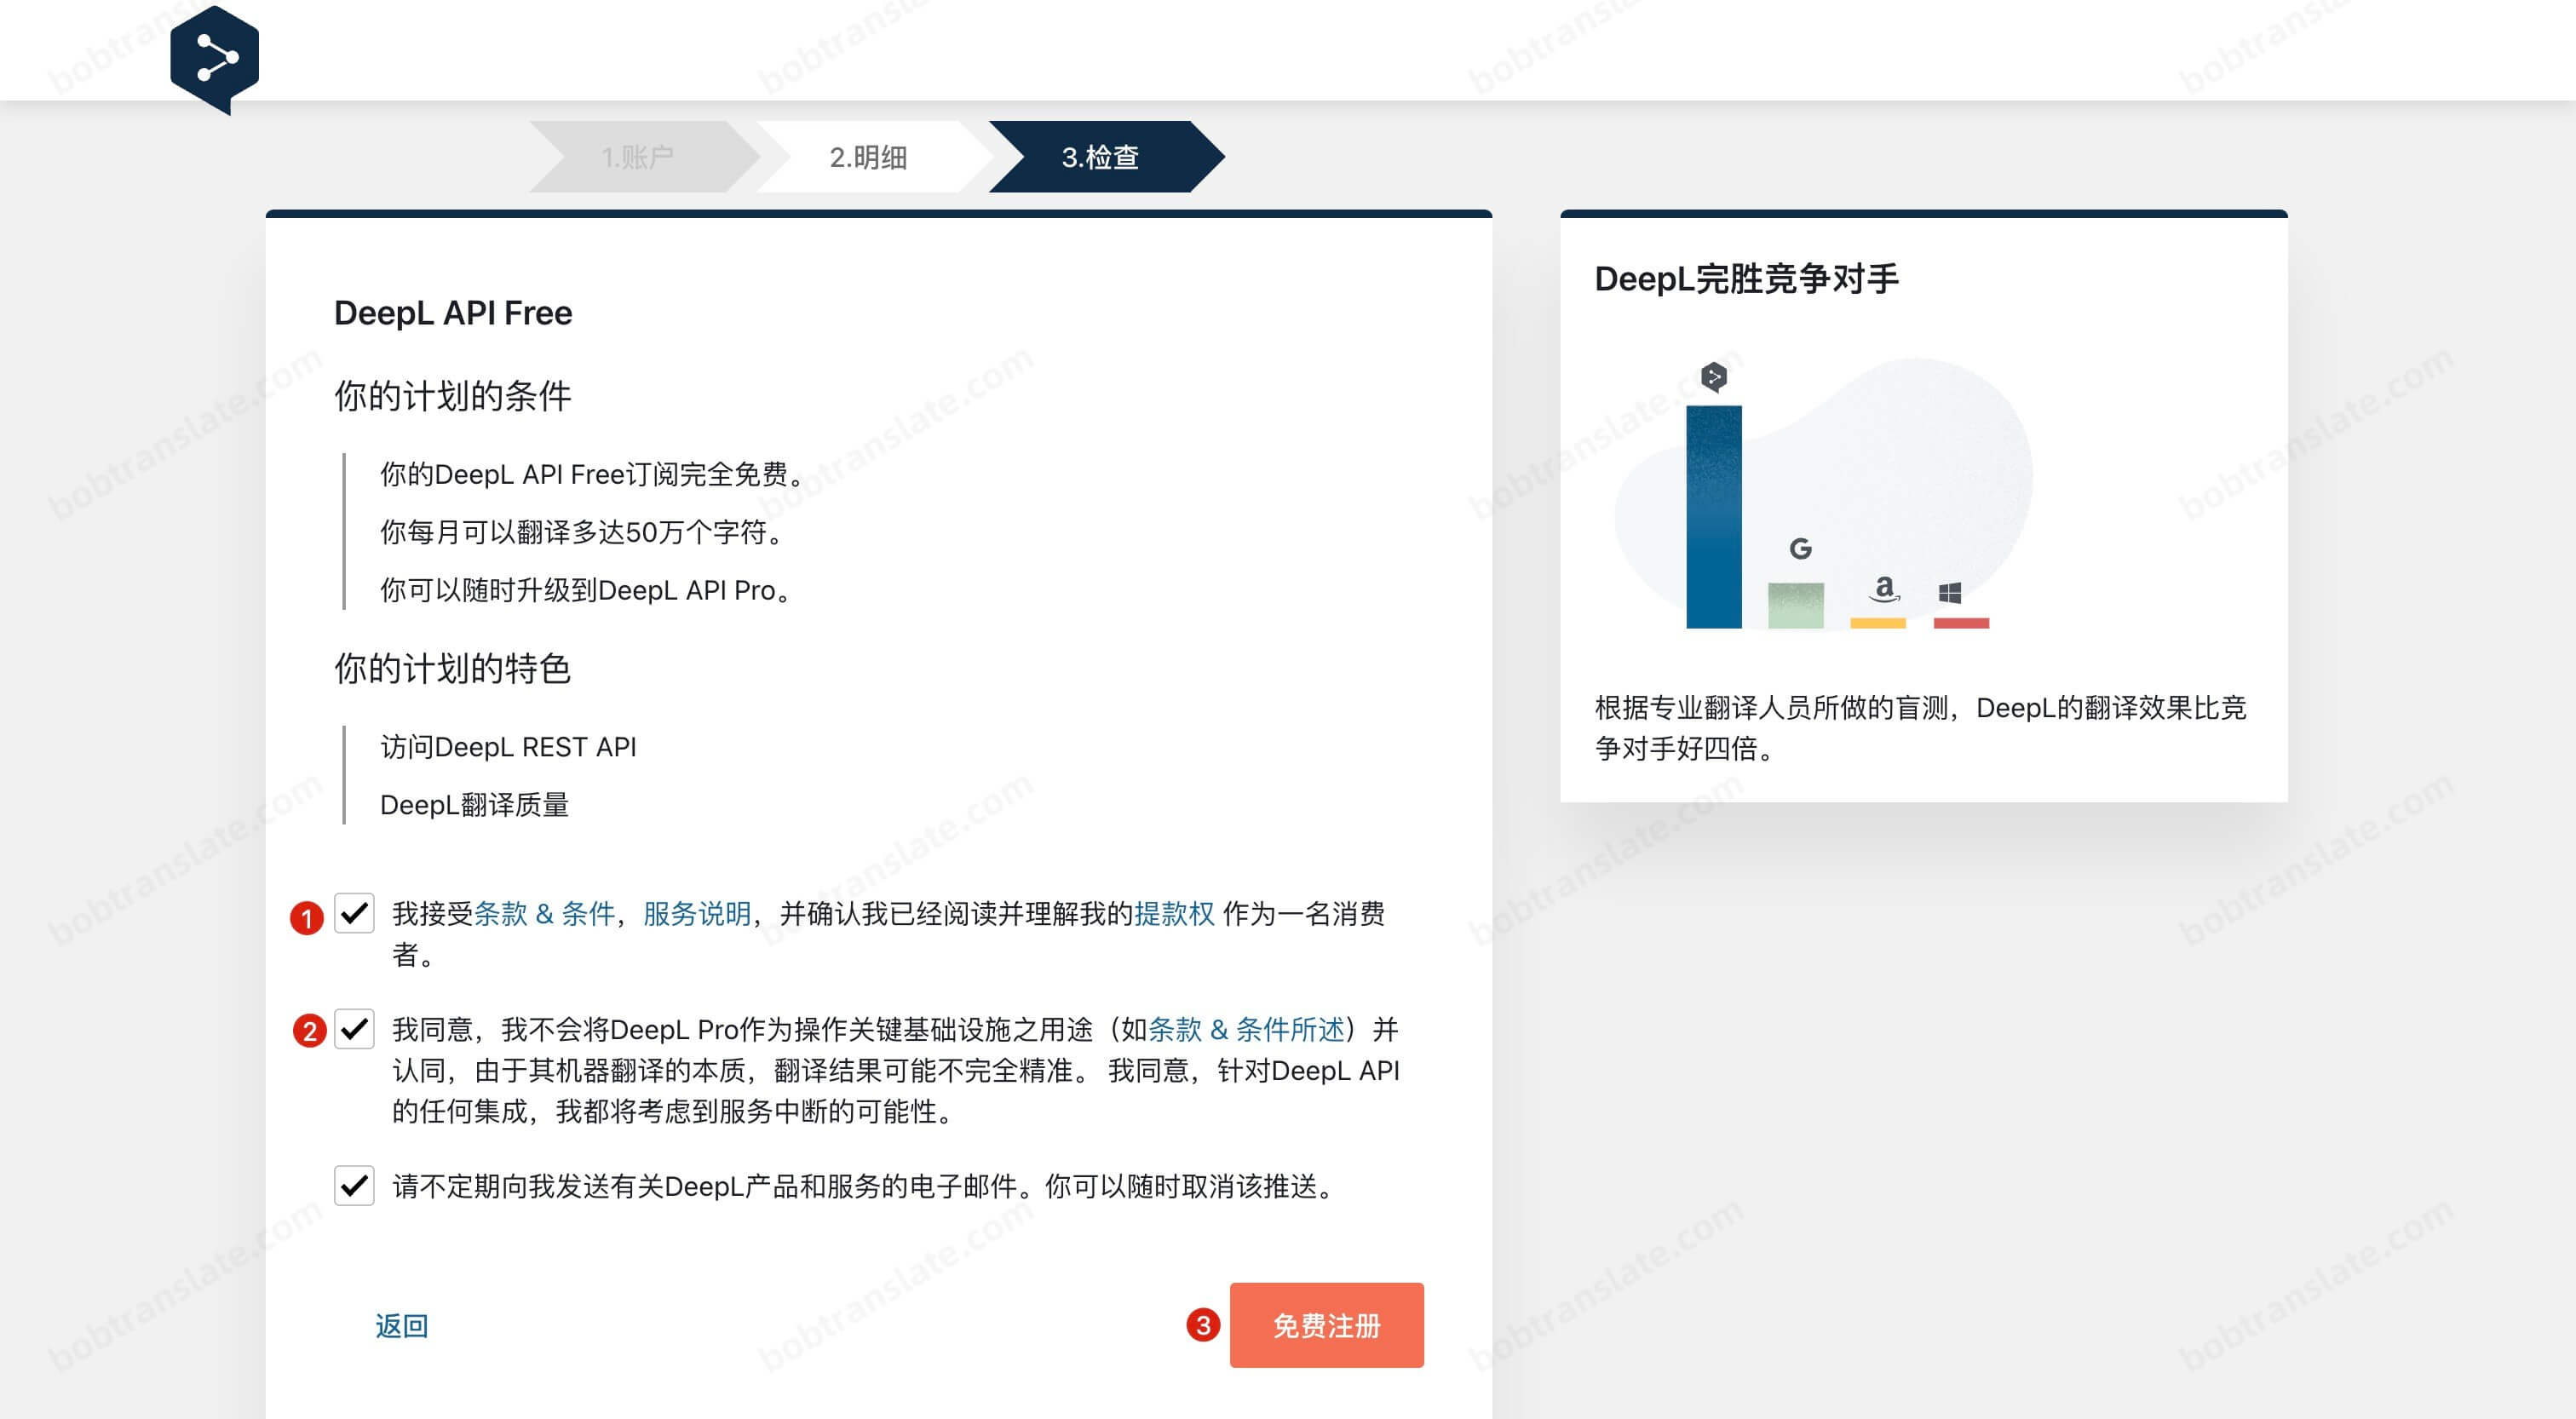 1.账户
2.明细
3.检查
DeepL API Free
你的计划的条件
你的DeepL API Free订阅完全免费。
你每月可以翻译多达50万个字符。
你可以随时升级到DeepL API Pro。
你的计划的特色
访问DeepL REST API
DeepL翻译质量
1 我接受条款 & 条件，服务说明，并确认我已经阅读并理解我的提款权 作为一名消费
者。
2 我同意，我不会将DeepL Pro作为操作关键基础设施之用途（如条款 & 条件所述）并
认同，由于其机器翻译的本质，翻译结果可能不完全精准。 我同意，针对DeepL API
的任何集成，我都将考虑到服务中断的可能性。
请不定期向我发送有关DeepL产品和服务的电子邮件。你可以随时取消该推送。
返回
3 免费注册
DeepL完胜竞争对手
G
a
根据专业翻译人员所做的盲测，DeepL的翻译效果比竞
争对手好四倍。
bobtranslate.com